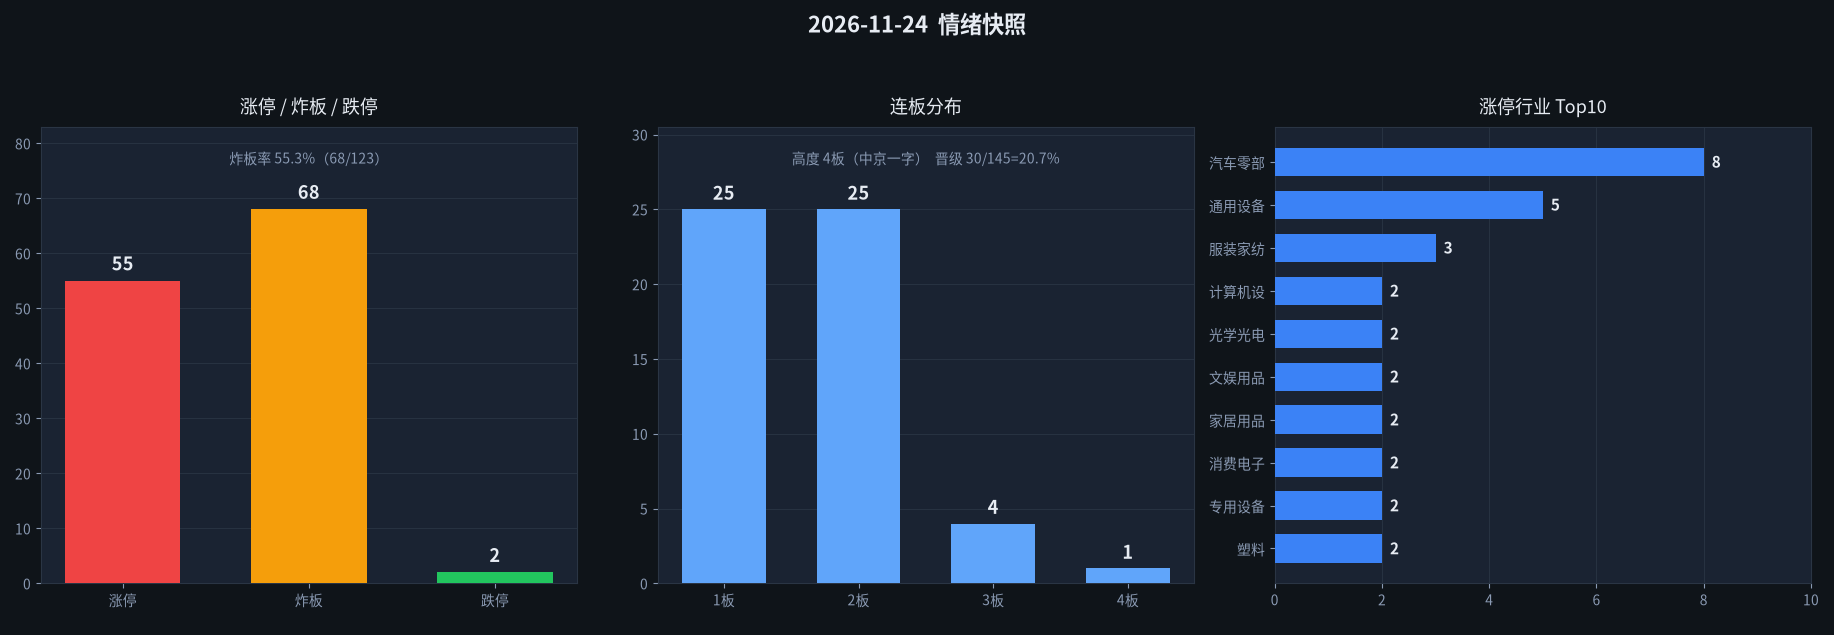 2026-11-24 情绪快照
涨停 / 炸板 / 跌停
炸板率 55.3%（68/123）
80
70
60
50
40
30
20
10
0
55
68
2
涨停
炸板
跌停
连板分布
高度 4板（中京一字） 晋级 30/145=20.7%
30
25
20
15
10
5
0
25
25
4
1
1板
2板
3板
4板
涨停行业 Top10
汽车零部 8
通用设备 5
服装家纺 3
计算机设 2
光学光电 2
文娱用品 2
家居用品 2
消费电子 2
专用设备 2
塑料 2
0 2 4 6 8 10